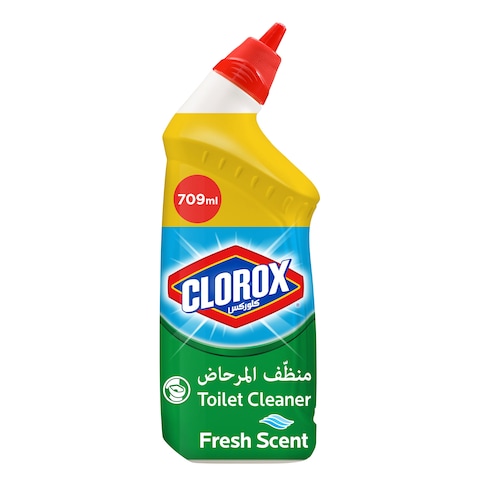 709ml
CLOROX
كلوركس
منظّف المرحاض
Toilet Cleaner
Fresh Scent